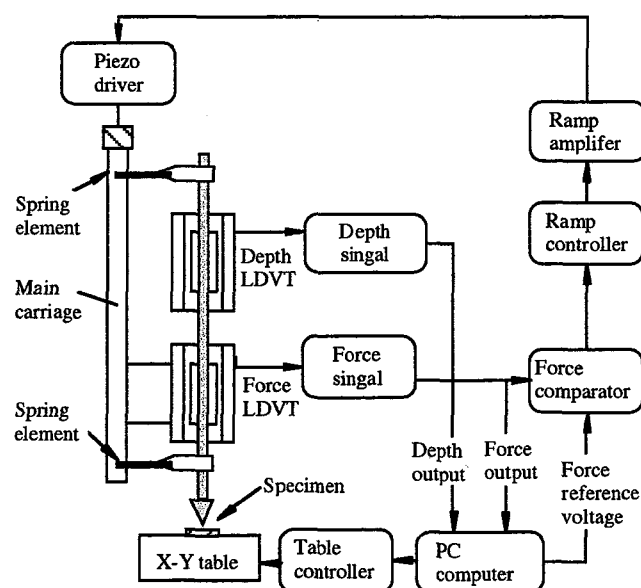 Piezo
driver
Ramp
amplifer
Spring
element
Depth
LDVT
Depth
singal
Ramp
controller
Main
carriage
Force
LDVT
Force
singal
Force
comparator
Spring
element
Depth
output
Force
output
Force
reference
voltage
Specimen
X-Y table
Table
controller
PC
computer